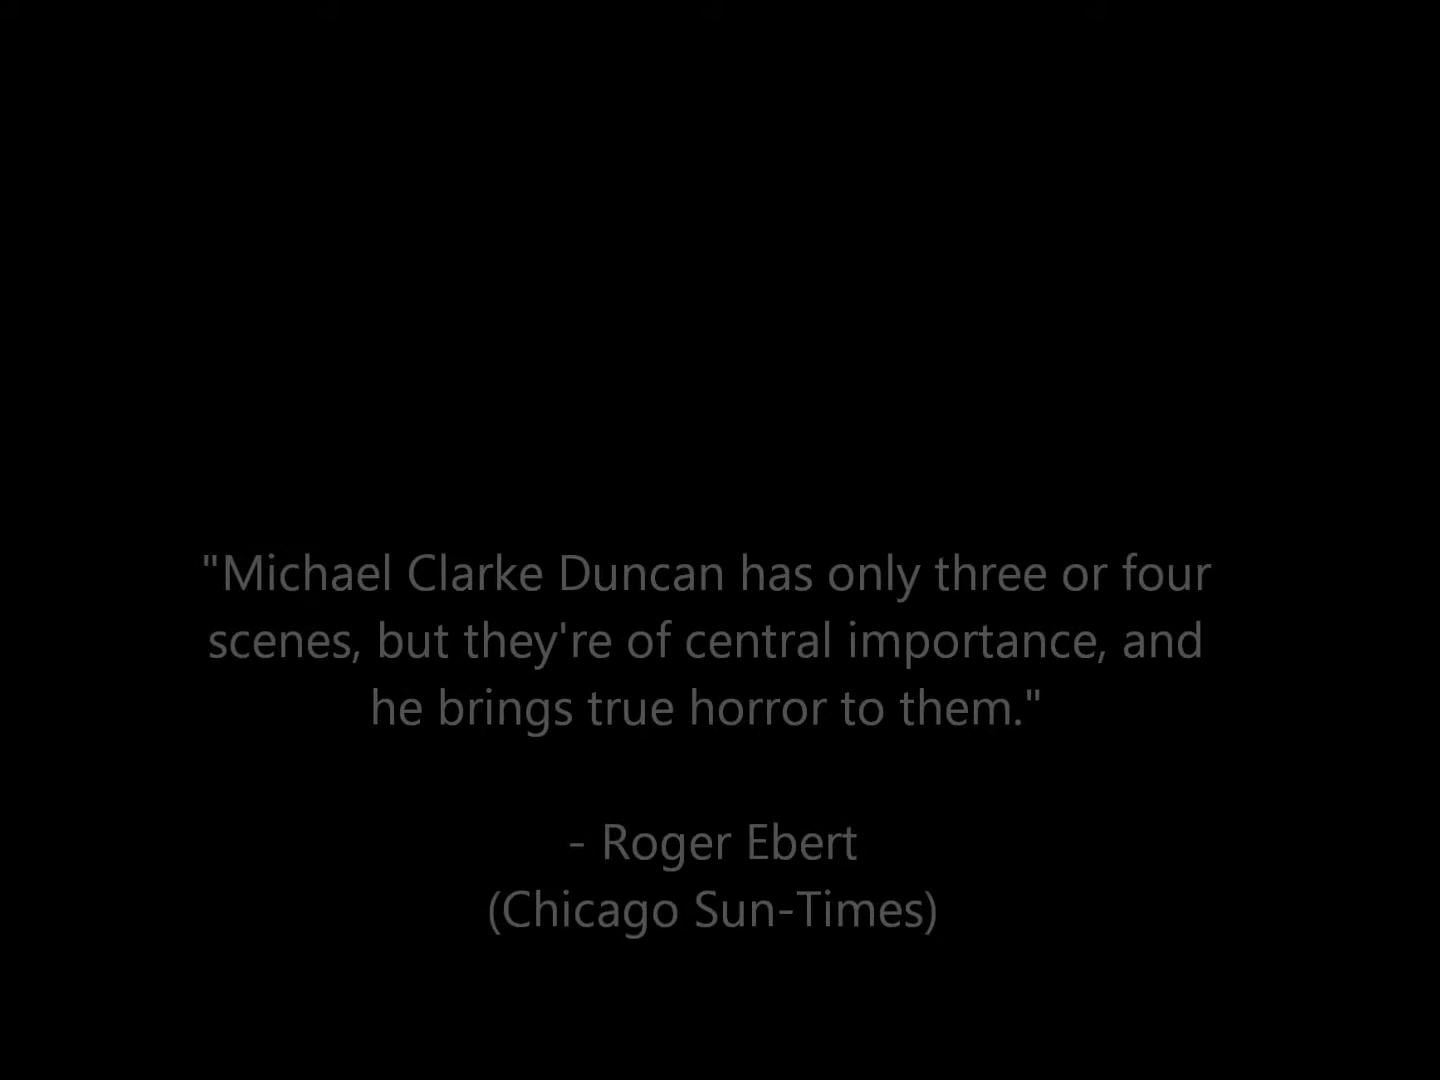 "Michael Clarke Duncan has only three or four
scenes, but they're of central importance, and
he brings true horror to them."
- Roger Ebert
(Chicago Sun-Times)